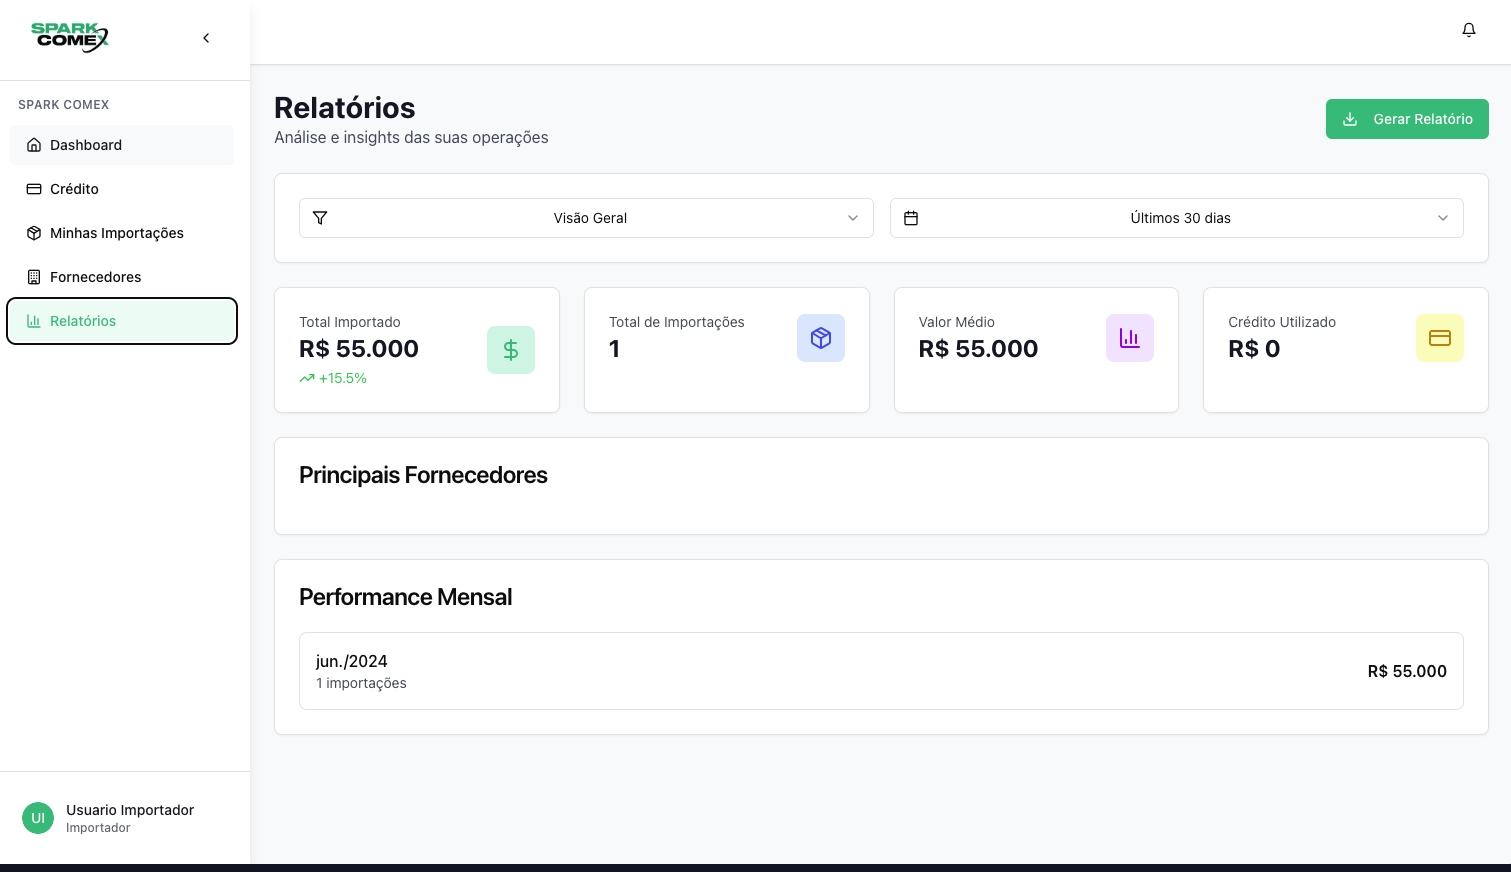 SPARK
COMEX
SPARK COMEX
Dashboard
Crédito
Minhas Importações
Fornecedores
Relatórios
Usuario Importador
UI
Importador
Relatórios
Análise e insights das suas operações
Gerar Relatório
Visão Geral
Últimos 30 dias
Total Importado
R$ 55.000
+15.5%
Total de Importações
1
Valor Médio
R$ 55.000
Crédito Utilizado
R$ 0
Principais Fornecedores
Performance Mensal
jun./2024
1 importações
R$ 55.000